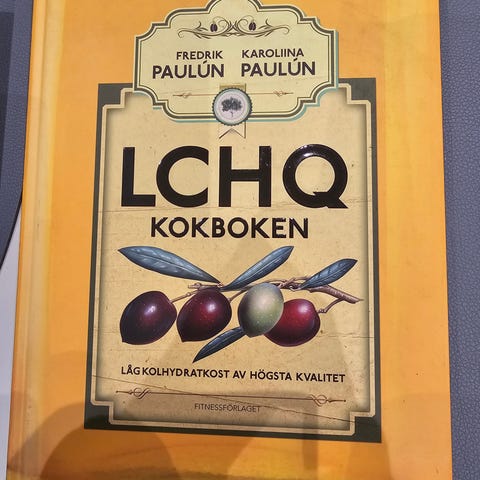 FREDRIK KAROLIINA
PAULÚN PAULÚN
LCHQ
KOKBOKEN
LÅGKOLHYDRATKOST AV HÖGSTA KVALITET
FITNESSFÖRLAGET